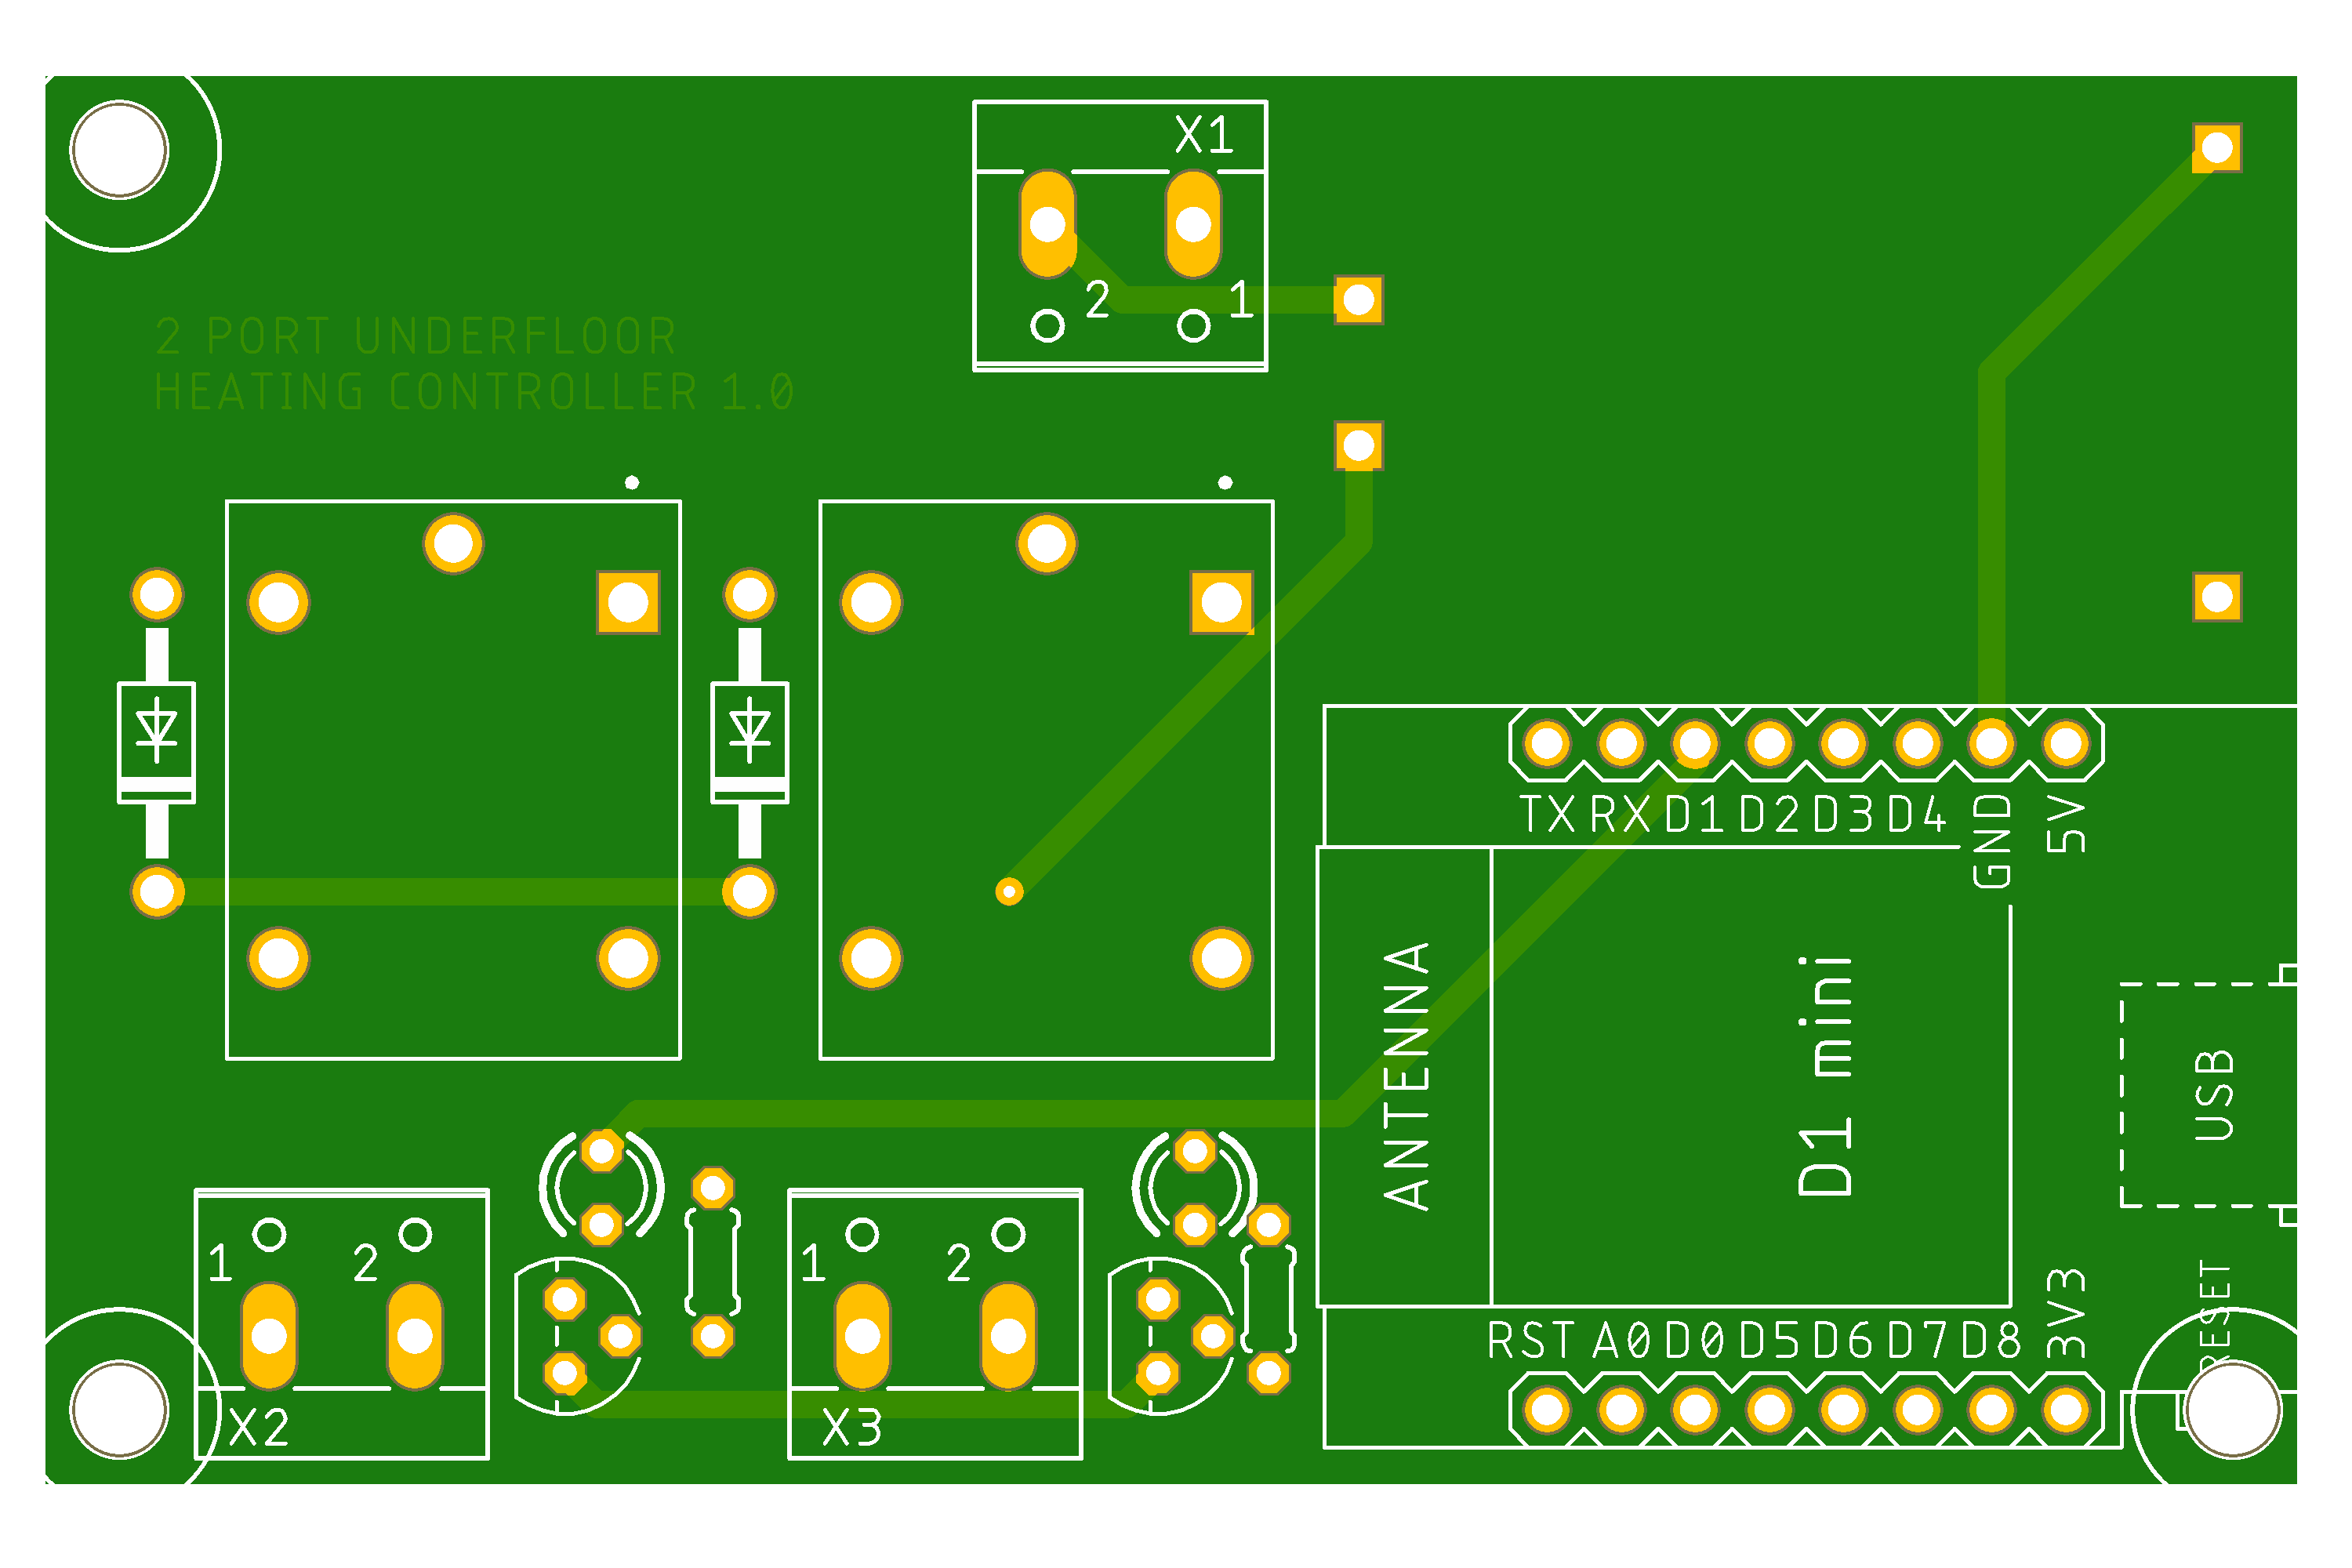 X1
2 1
2 PORT UNDERFLOOR
HEATING CONTROLLER 1.0
TX RX D1 D2 D3 D4 GND 5V
ANTENNA
D1 mini
USB
RESET
1 2
X2
1 2
X3
3V3
RST A0 D0 D5 D6 D7 D8